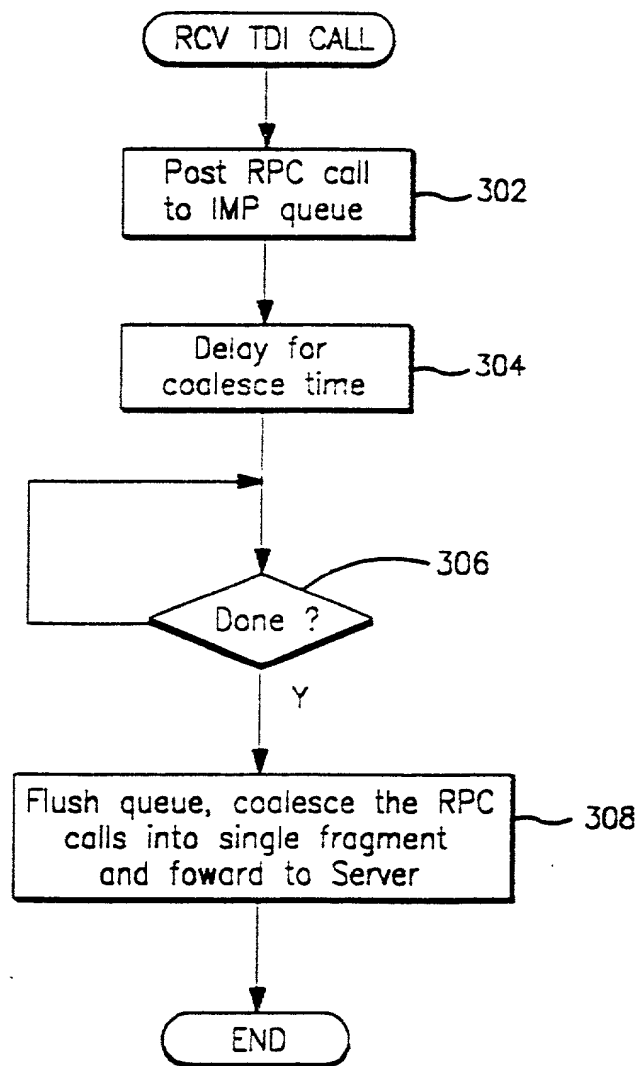 RCV TDI CALL
Post RPC call
to IMP queue
302
Delay for
coalesce time
304
306
Done ?
Y
Flush queue, coalesce the RPC
calls into single fragment
and foward to Server
308
END